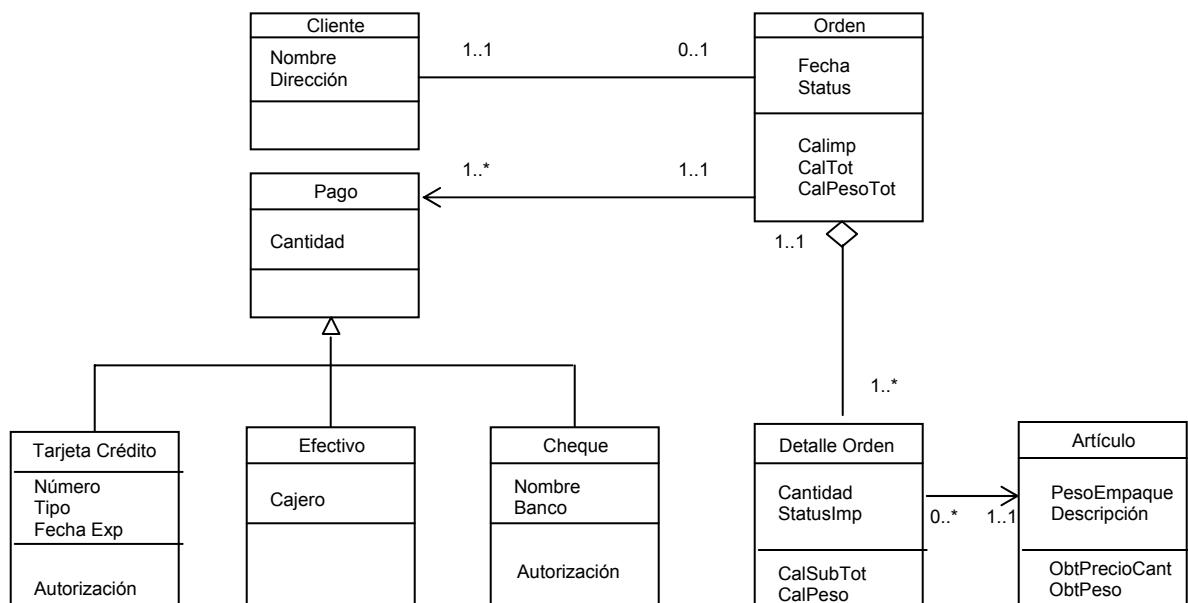 Cliente
Nombre
Dirección
1..1
0..1
Orden
Fecha
Status
Calimp
CalTot
CalPesoTot
1..*
1..1
Pago
Cantidad
1..1
1..*
Tarjeta Crédito
Número
Tipo
Fecha Exp
Autorización
Efectivo
Cajero
Cheque
Nombre
Banco
Autorización
Detalle Orden
Cantidad
StatusImp
CalSubTot
CalPeso
0..*
1..1
Artículo
PesoEmpaque
Descripción
ObtPrecioCant
ObtPeso